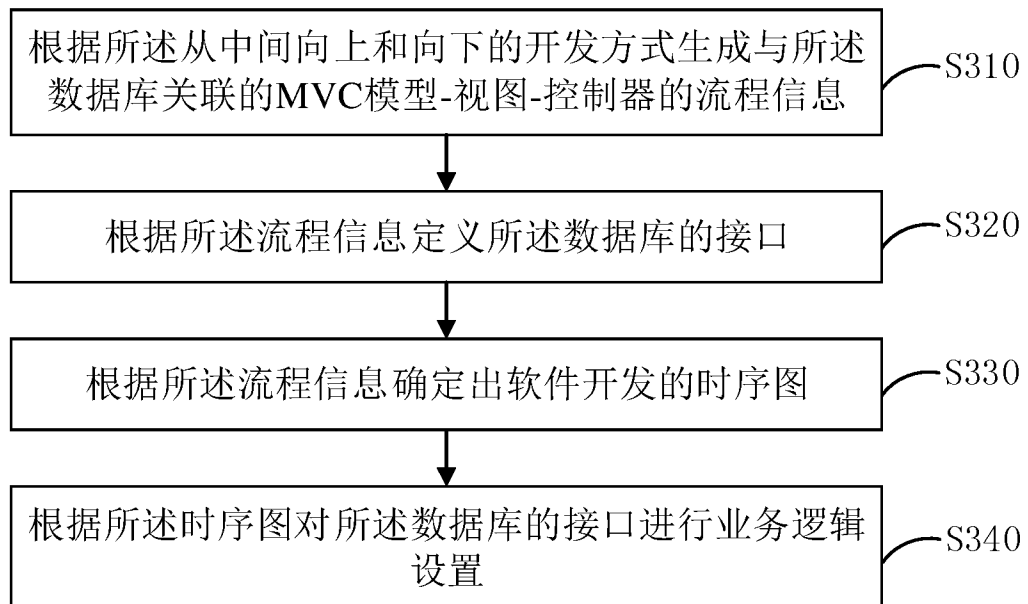 根据所述从中间向上和向下的开发方式生成与所述
数据库关联的MVC模型-视图-控制器的流程信息
S310
根据所述流程信息定义所述数据库的接口
S320
根据所述流程信息确定出软件开发的时序图
S330
根据所述时序图对所述数据库的接口进行业务逻辑
设置
S340